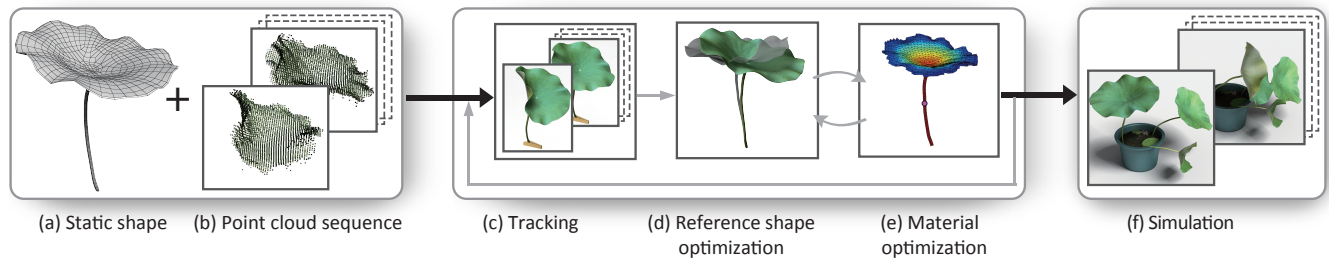 +
(a) Static shape
(b) Point cloud sequence
(c) Tracking
(d) Reference shape
optimization
(e) Material
optimization
(f) Simulation